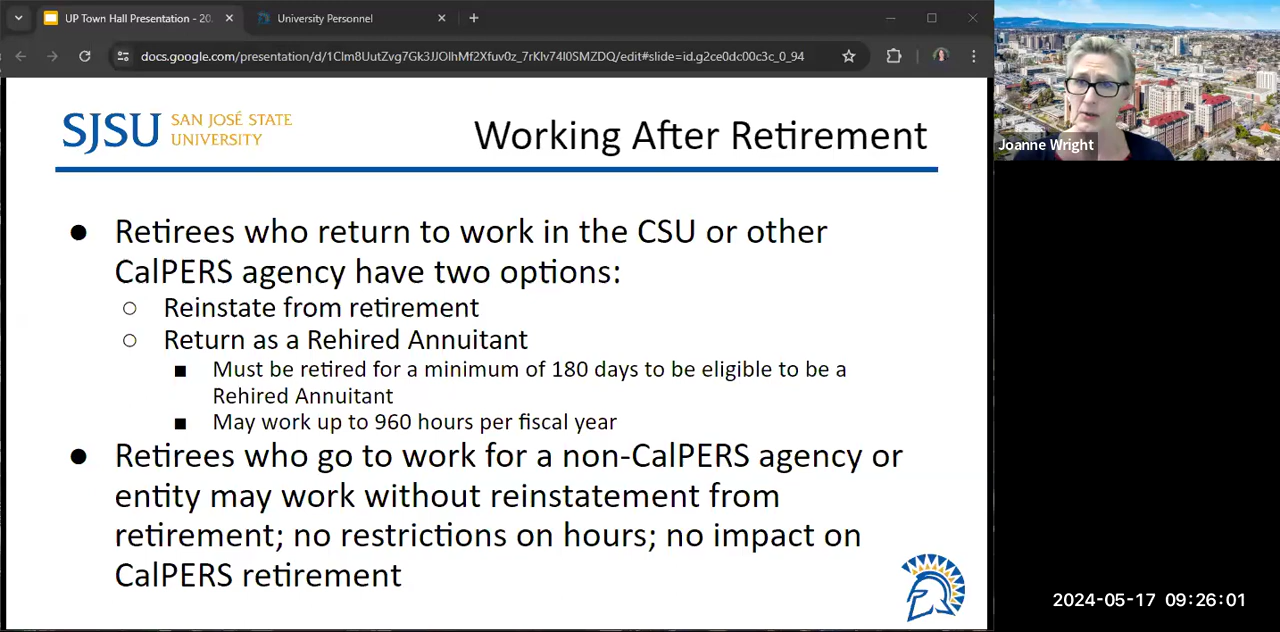 UP Town Hall Presentation - 20
University Personnel
docs.google.com/presentation/d/1Clm8UutZvg7Gk3JJOlhMf2Xfuv0z_7rKlv74I0SMZDQ/edit#slide=id.g2ce0dc00c3c_0_94
SJSU SAN JOSÉ STATE
UNIVERSITY
Working After Retirement
Joanne Wright
● Retirees who return to work in the CSU or other
CalPERS agency have two options:
○ Reinstate from retirement
○ Return as a Rehired Annuitant
■ Must be retired for a minimum of 180 days to be eligible to be a
Rehired Annuitant
■ May work up to 960 hours per fiscal year
● Retirees who go to work for a non-CalPERS agency or
entity may work without reinstatement from
retirement; no restrictions on hours; no impact on
CalPERS retirement
2024-05-17 09:26:01